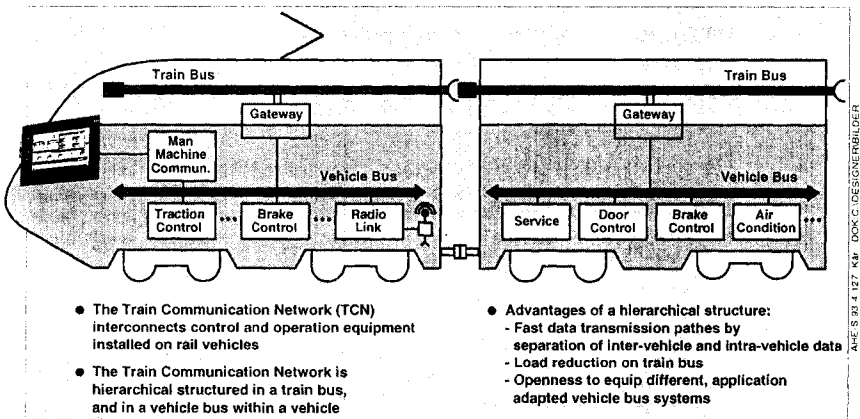 Train Bus
Train Bus
Gateway
Gateway
Man
Machine
Commun.
Vehicle Bus
Vehicle Bus
Traction
Control
Brake
Control
Radio
Link
Service
Door
Control
Brake
Control
Air
Condition
● The Train Communication Network (TCN)
interconnects control and operation equipment
installed on rail vehicles
● The Train Communication Network is
hierarchical structured in a train bus,
and in a vehicle bus within a vehicle
● Advantages of a hierarchical structure:
- Fast data transmission pathes by
separation of inter-vehicle and intra-vehicle data
- Load reduction on train bus
- Openness to equip different, application
adapted vehicle bus systems